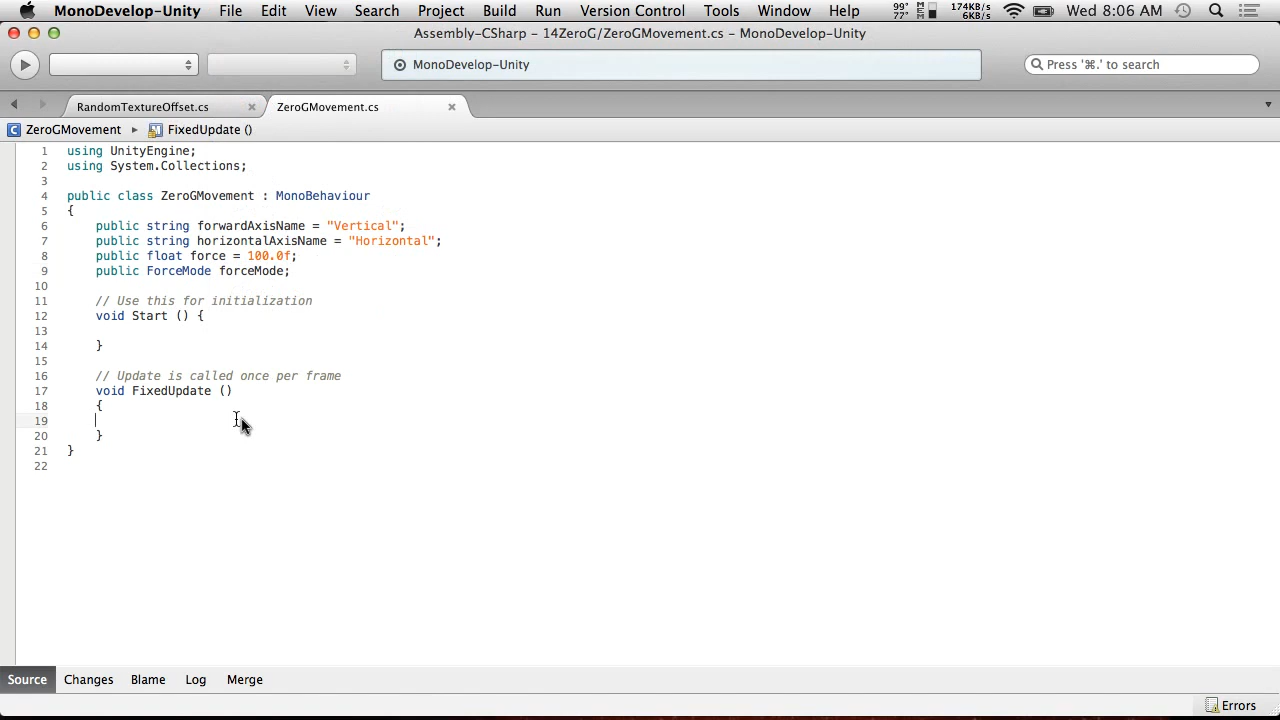 MonoDevelop-Unity File Edit View Search Project Build Run Version Control Tools Window Help 99° 77° 174KB/s 6KB/s Wed 8:06 AM
Assembly-CSharp – 14ZeroG/ZeroGMovement.cs – MonoDevelop-Unity
MonoDevelop-Unity
Press '⌘.' to search
RandomTextureOffset.cs ZeroGMovement.cs
ZeroGMovement FixedUpdate ()
1 using UnityEngine;
2 using System.Collections;
3
4 public class ZeroGMovement : MonoBehaviour
5 {
6 public string forwardAxisName = "Vertical";
7 public string horizontalAxisName = "Horizontal";
8 public float force = 100.0f;
9 public ForceMode forceMode;
10
11 // Use this for initialization
12 void Start () {
13
14 }
15
16 // Update is called once per frame
17 void FixedUpdate ()
18 {
19
20 }
21 }
22
Source Changes Blame Log Merge
Errors